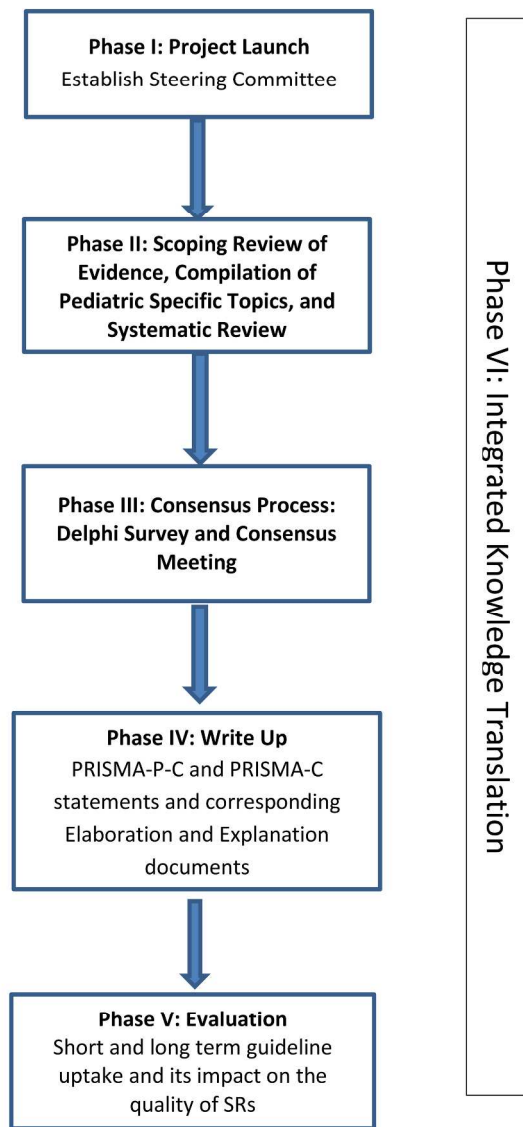 Phase I: Project Launch
Establish Steering Committee
Phase II: Scoping Review of
Evidence, Compilation of
Pediatric Specific Topics, and
Systematic Review
Phase III: Consensus Process:
Delphi Survey and Consensus
Meeting
Phase IV: Write Up
PRISMA-P-C and PRISMA-C
statements and corresponding
Elaboration and Explanation
documents
Phase V: Evaluation
Short and long term guideline
uptake and its impact on the
quality of SRs
Phase VI: Integrated Knowledge Translation